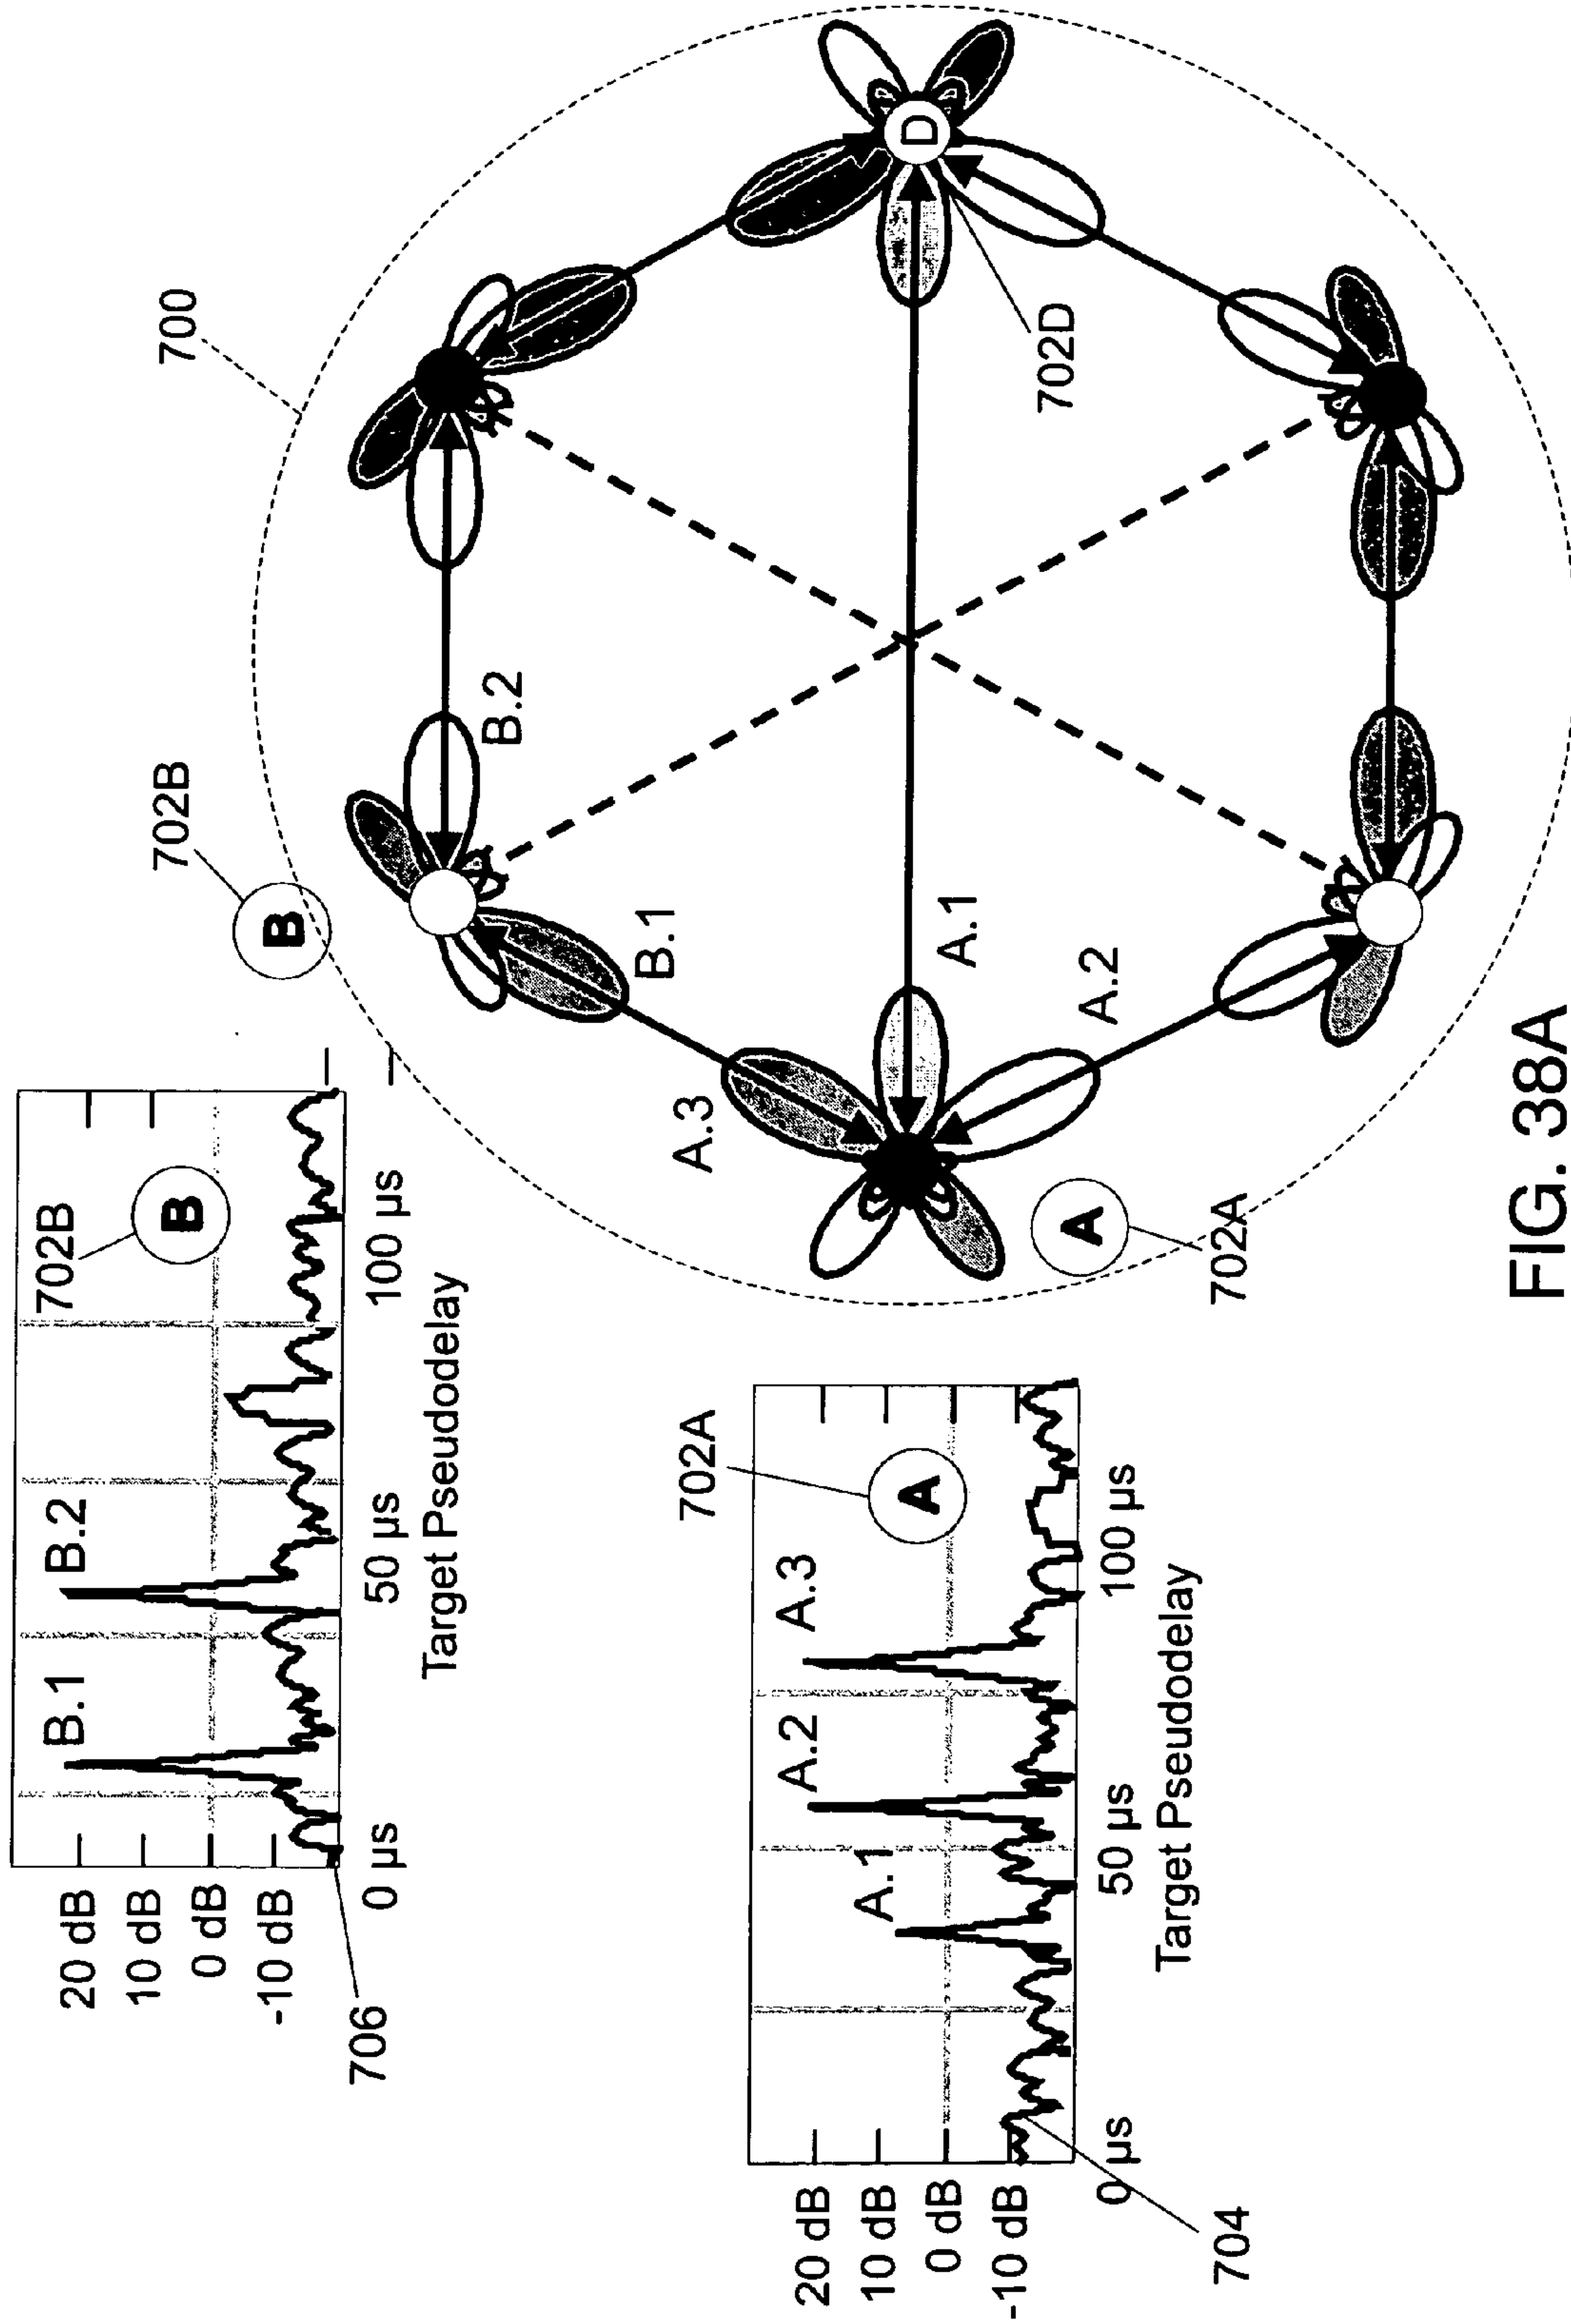 20 dB
10 dB
0 dB
-10 dB
706
B.1
B.2
702B
B
0 µs
50 µs
100 µs
Target Pseudodelay
20 dB
10 dB
0 dB
-10 dB
704
A.1
A.2
A.3
702A
A
0 µs
50 µs
100 µs
Target Pseudodelay
702B
B
700
B.2
B.1
A.3
A.1
A.2
D
702D
A
702A
FIG. 38A